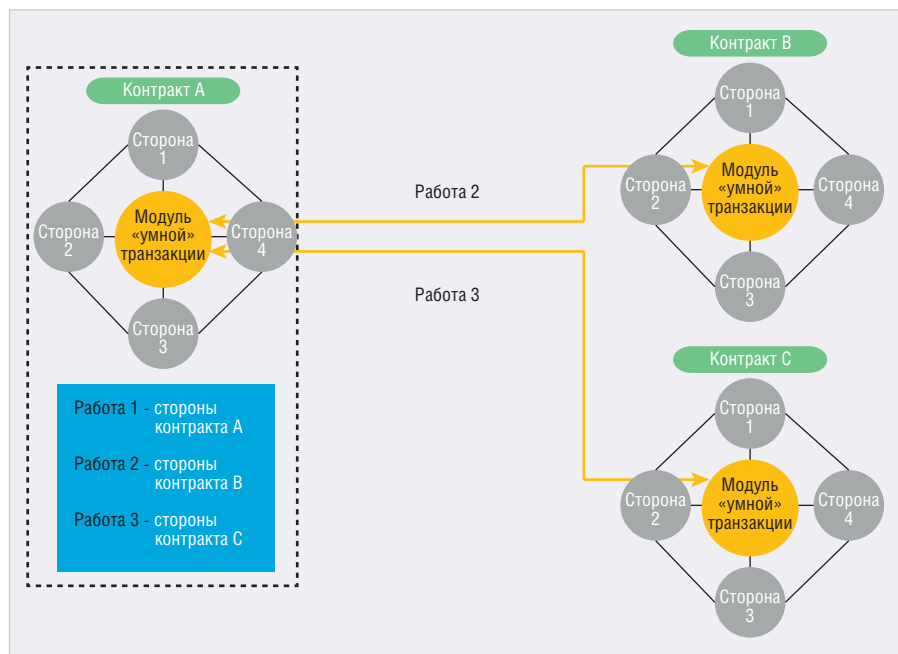 Контракт A
Сторона
1
Сторона
2
Модуль
«умной»
транзакции
Сторона
4
Сторона
3
Работа 1 - стороны
контракта A
Работа 2 - стороны
контракта B
Работа 3 - стороны
контракта C
Работа 2
Работа 3
Контракт B
Сторона
1
Сторона
2
Модуль
«умной»
транзакции
Сторона
4
Сторона
3
Контракт C
Сторона
1
Сторона
2
Модуль
«умной»
транзакции
Сторона
4
Сторона
3